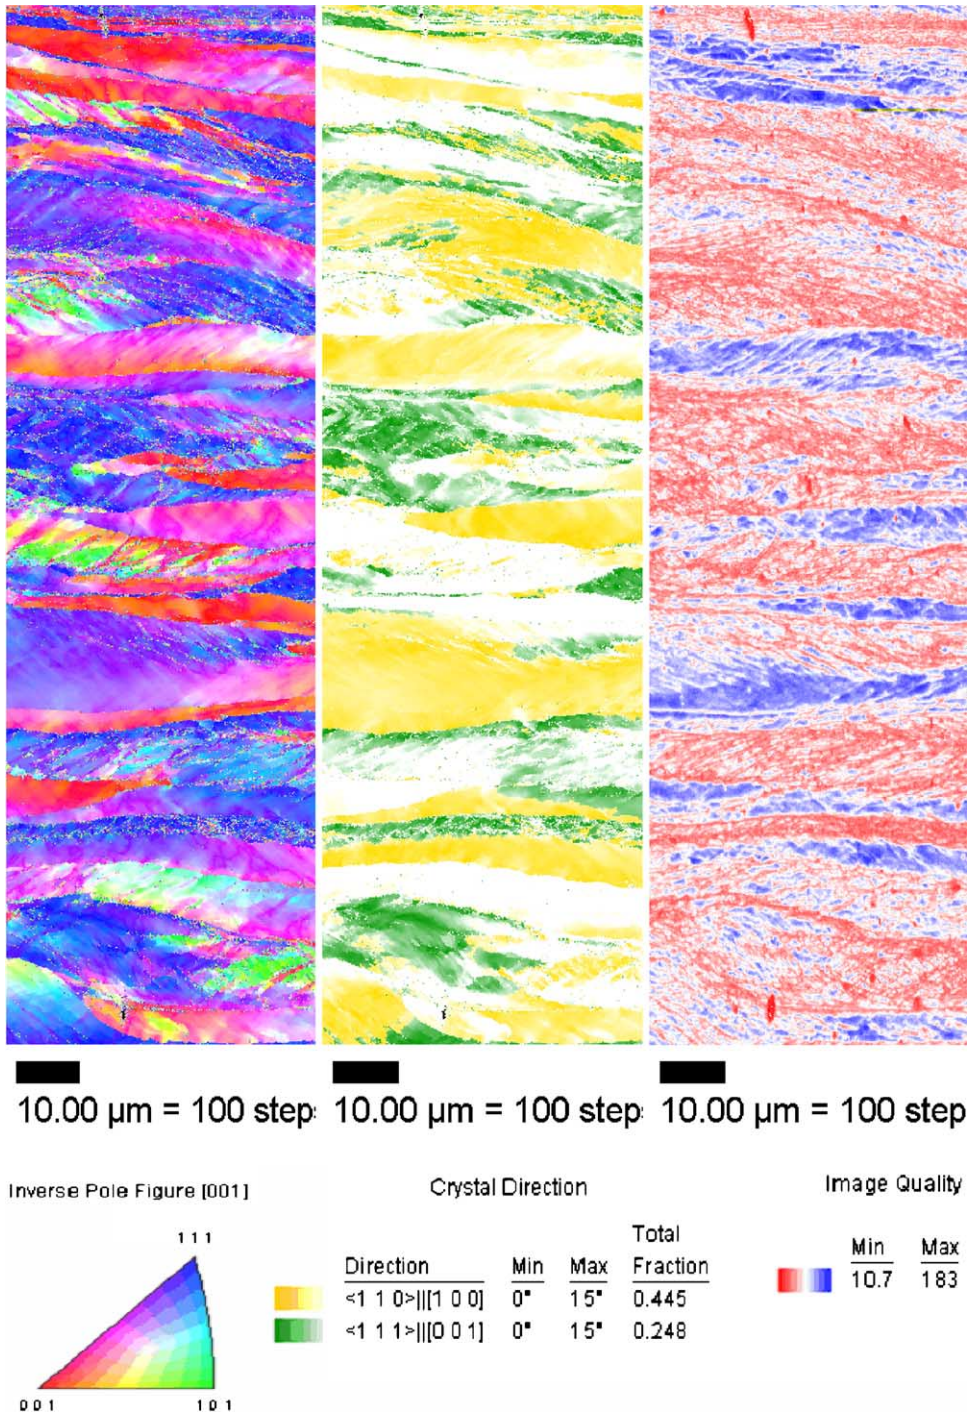 10.00 µm = 100 step
10.00 µm = 100 step
10.00 µm = 100 step
Inverse Pole Figure [001]
111
001
101
Crystal Direction
Total
Direction Min Max Fraction
<1 1 0>||[1 0 0] 0° 15° 0.445
<1 1 1>||[0 0 1] 0° 15° 0.248
Image Quality
Min Max
10.7 183